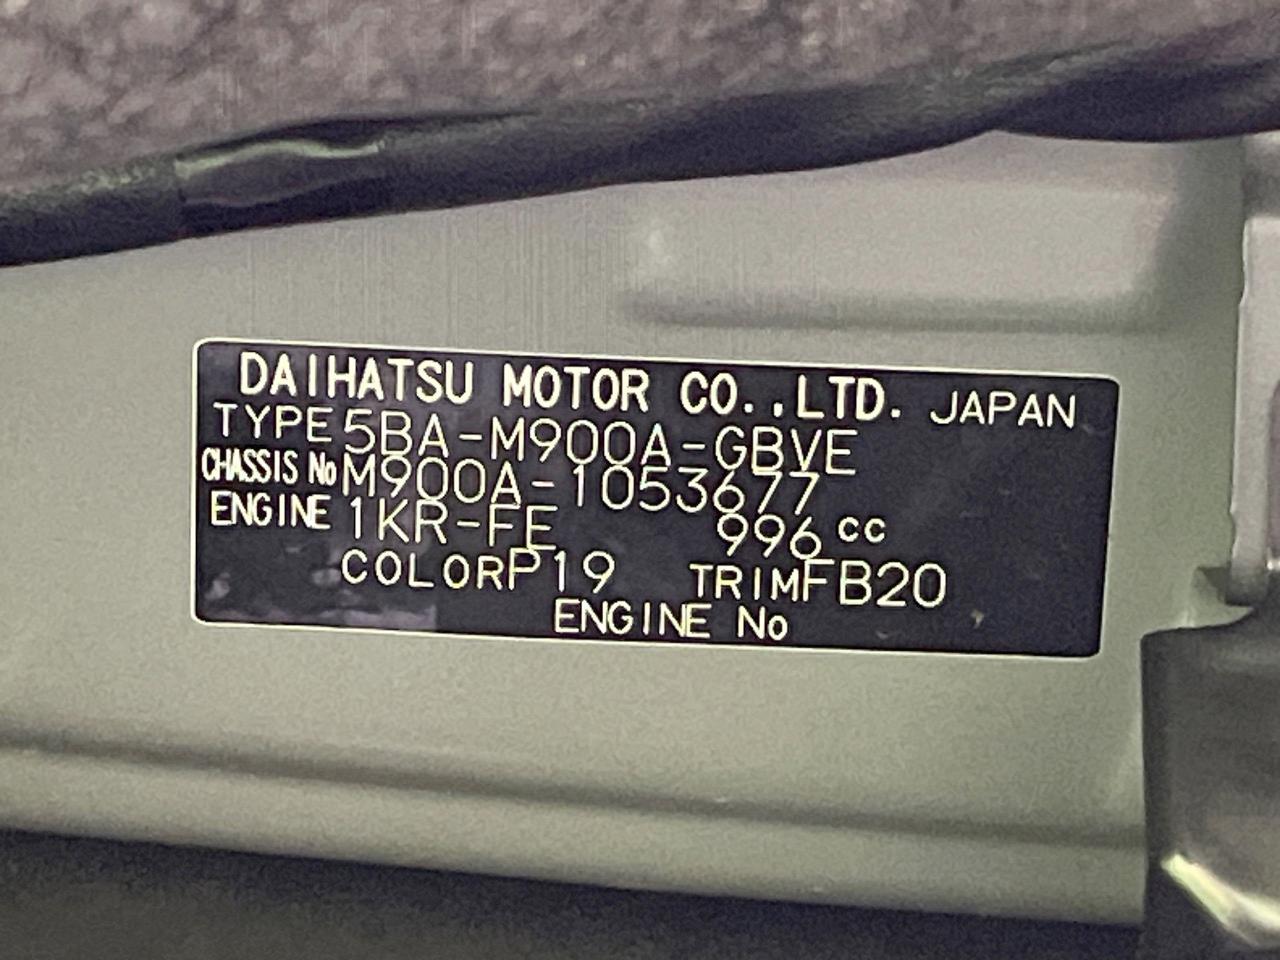 DAIHATSU MOTOR CO.,LTD. JAPAN
TYPE 5BA-M900A-GBVE
CHASSIS No M900A-1053677
ENGINE 1KR-FE 996 cc
COLOR P19 TRIM FB20
ENGINE No